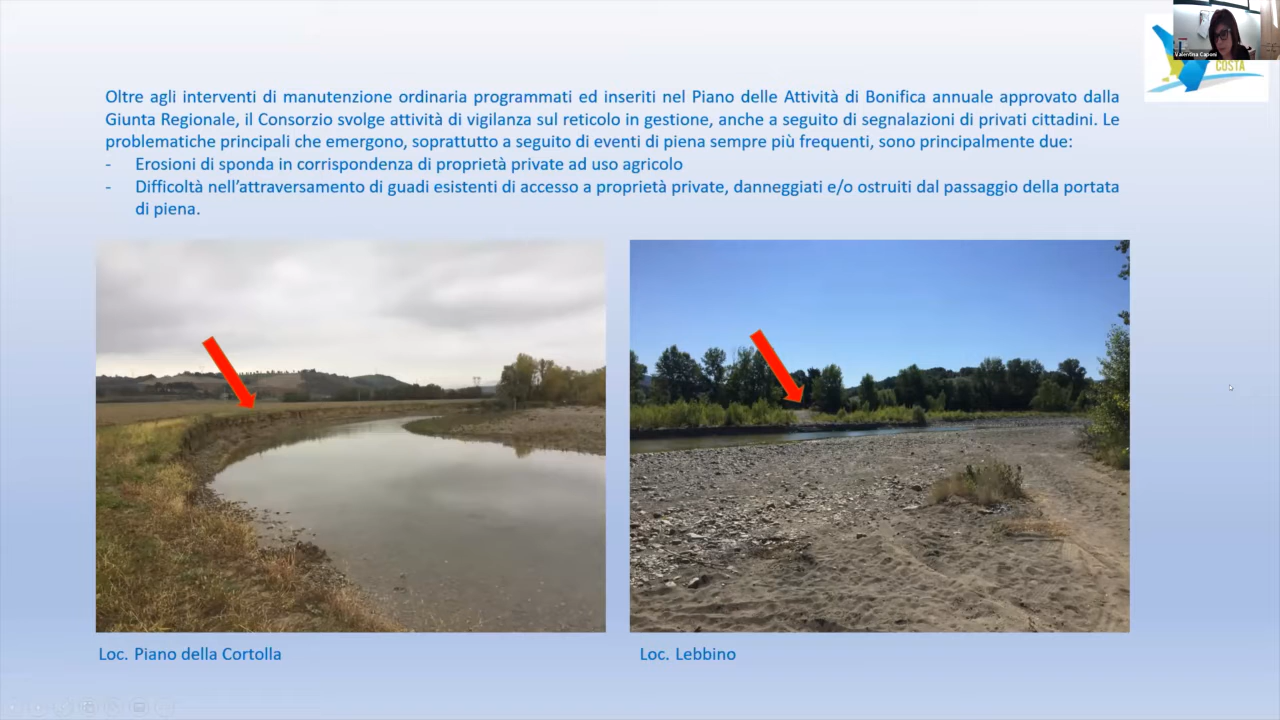 Valentina Caponi
COSTA
Oltre agli interventi di manutenzione ordinaria programmati ed inseriti nel Piano delle Attività di Bonifica annuale approvato dalla
Giunta Regionale, il Consorzio svolge attività di vigilanza sul reticolo in gestione, anche a seguito di segnalazioni di privati cittadini. Le
problematiche principali che emergono, soprattutto a seguito di eventi di piena sempre più frequenti, sono principalmente due:
- Erosioni di sponda in corrispondenza di proprietà private ad uso agricolo
- Difficoltà nell'attraversamento di guadi esistenti di accesso a proprietà private, danneggiati e/o ostruiti dal passaggio della portata
di piena.
Loc. Piano della Cortolla
Loc. Lebbino